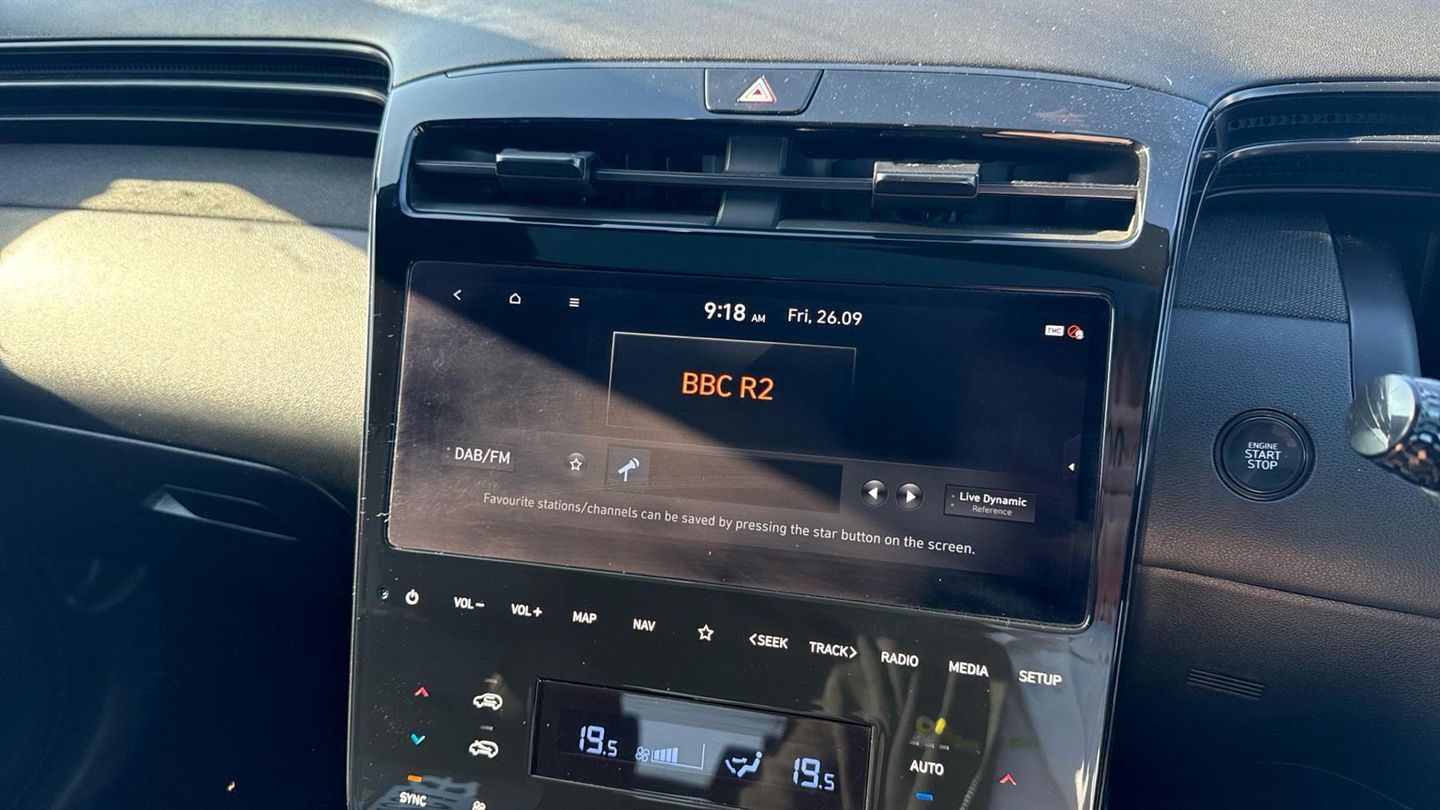 9:18 AM Fri, 26.09
TMC
BBC R2
DAB/FM
Live Dynamic
Reference
Favourite stations/channels can be saved by pressing the star button on the screen.
ENGINE
START
STOP
VOL− VOL+ MAP NAV <SEEK TRACK> RADIO MEDIA SETUP
19.5 19.5
AUTO
SYNC